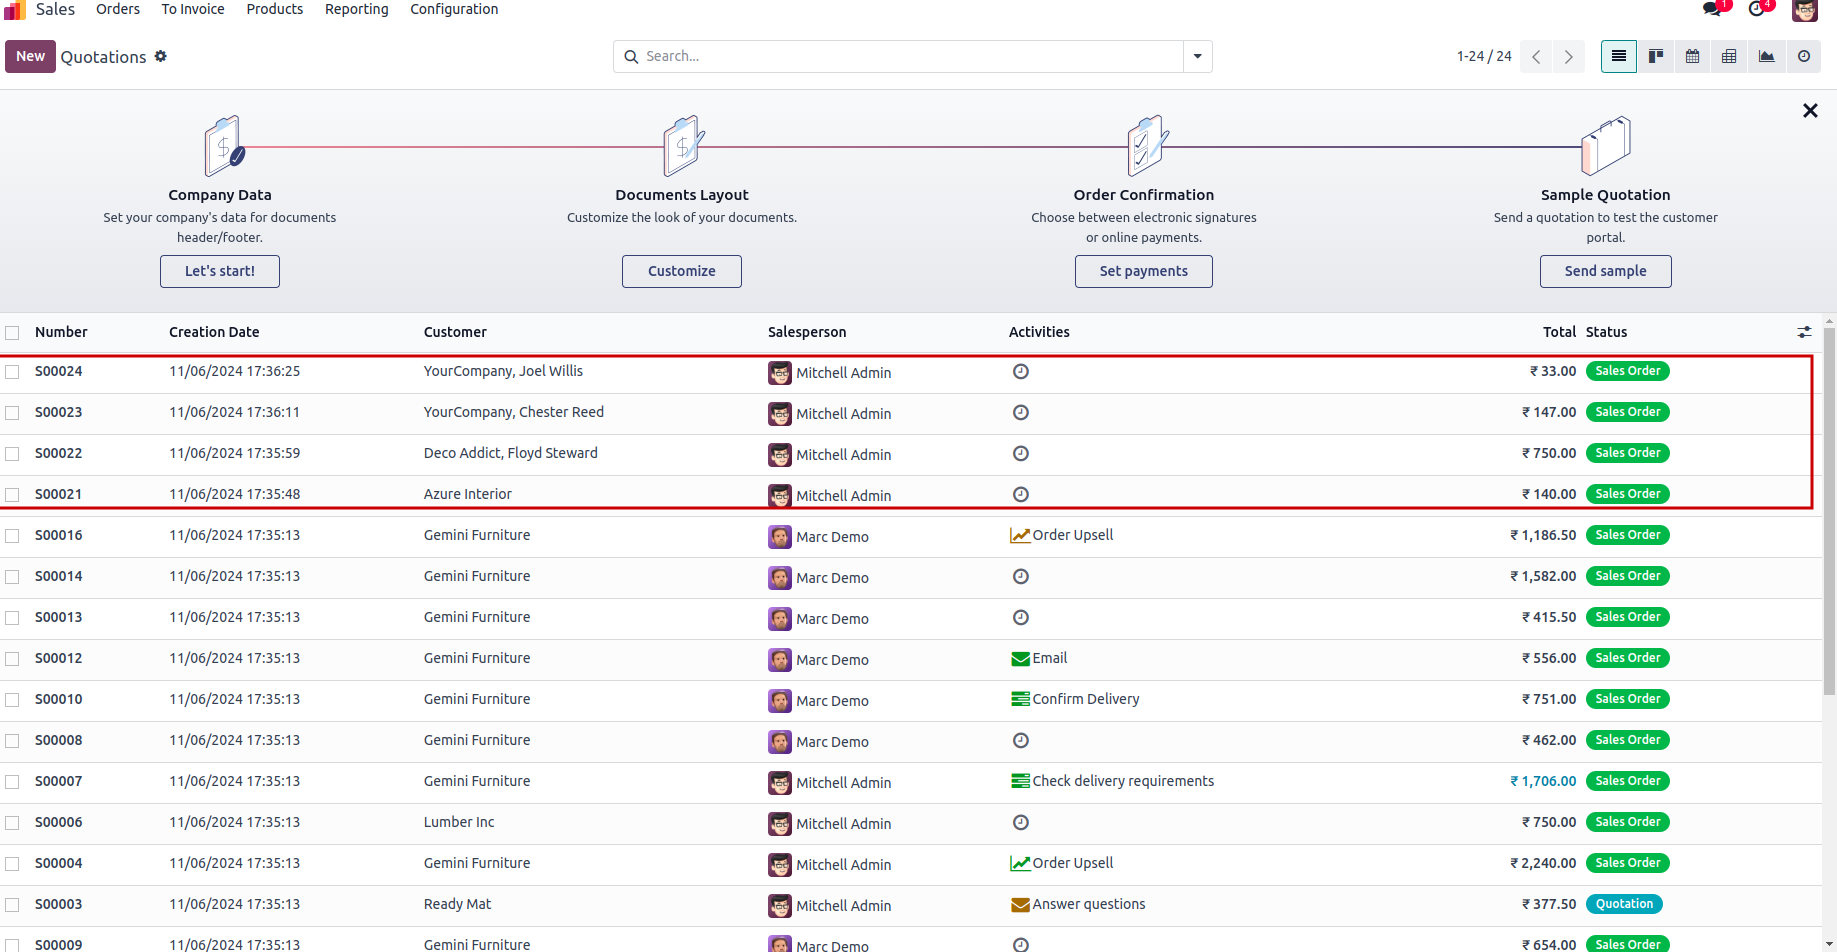 Sales Orders To Invoice Products Reporting Configuration 1 4
New Quotations Search... 1-24 / 24
Company Data Documents Layout Order Confirmation Sample Quotation
Set your company's data for documents Customize the look of your documents. Choose between electronic signatures Send a quotation to test the customer
header/footer. or online payments. portal.
Let's start! Customize Set payments Send sample
Number Creation Date Customer Salesperson Activities Total Status
S00024 11/06/2024 17:36:25 YourCompany, Joel Willis Mitchell Admin ₹ 33.00 Sales Order
S00023 11/06/2024 17:36:11 YourCompany, Chester Reed Mitchell Admin ₹ 147.00 Sales Order
S00022 11/06/2024 17:35:59 Deco Addict, Floyd Steward Mitchell Admin ₹ 750.00 Sales Order
S00021 11/06/2024 17:35:48 Azure Interior Mitchell Admin ₹ 140.00 Sales Order
S00016 11/06/2024 17:35:13 Gemini Furniture Marc Demo Order Upsell ₹ 1,186.50 Sales Order
S00014 11/06/2024 17:35:13 Gemini Furniture Marc Demo ₹ 1,582.00 Sales Order
S00013 11/06/2024 17:35:13 Gemini Furniture Marc Demo ₹ 415.50 Sales Order
S00012 11/06/2024 17:35:13 Gemini Furniture Marc Demo Email ₹ 556.00 Sales Order
S00010 11/06/2024 17:35:13 Gemini Furniture Marc Demo Confirm Delivery ₹ 751.00 Sales Order
S00008 11/06/2024 17:35:13 Gemini Furniture Marc Demo ₹ 462.00 Sales Order
S00007 11/06/2024 17:35:13 Gemini Furniture Mitchell Admin Check delivery requirements ₹ 1,706.00 Sales Order
S00006 11/06/2024 17:35:13 Lumber Inc Mitchell Admin ₹ 750.00 Sales Order
S00004 11/06/2024 17:35:13 Gemini Furniture Mitchell Admin Order Upsell ₹ 2,240.00 Sales Order
S00003 11/06/2024 17:35:13 Ready Mat Mitchell Admin Answer questions ₹ 377.50 Quotation
S00009 11/06/2024 17:35:13 Gemini Furniture Marc Demo ₹ 654.00 Sales Order